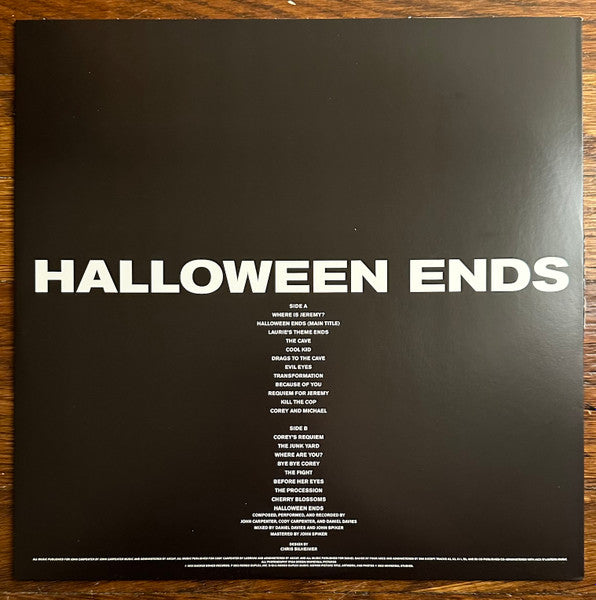 HALLOWEEN ENDS
SIDE A
WHERE IS JEREMY?
HALLOWEEN ENDS (MAIN TITLE)
LAURIE'S THEME ENDS
THE CAVE
COOL KID
DRAGS TO THE CAVE
EVIL EYES
TRANSFORMATION
BECAUSE OF YOU
REQUIEM FOR JEREMY
KILL THE COP
COREY AND MICHAEL
SIDE B
COREY'S REQUIEM
THE JUNK YARD
WHERE ARE YOU?
BYE BYE COREY
THE FIGHT
BEFORE HER EYES
THE PROCESSION
CHERRY BLOSSOMS
HALLOWEEN ENDS
COMPOSED, PERFORMED, AND RECORDED BY
JOHN CARPENTER, CODY CARPENTER, AND DANIEL DAVIES
MIXED BY DANIEL DAVIES AND JOHN SPIKER
MASTERED BY JOHN SPIKER
DESIGN BY
CHRIS BILHEIMER